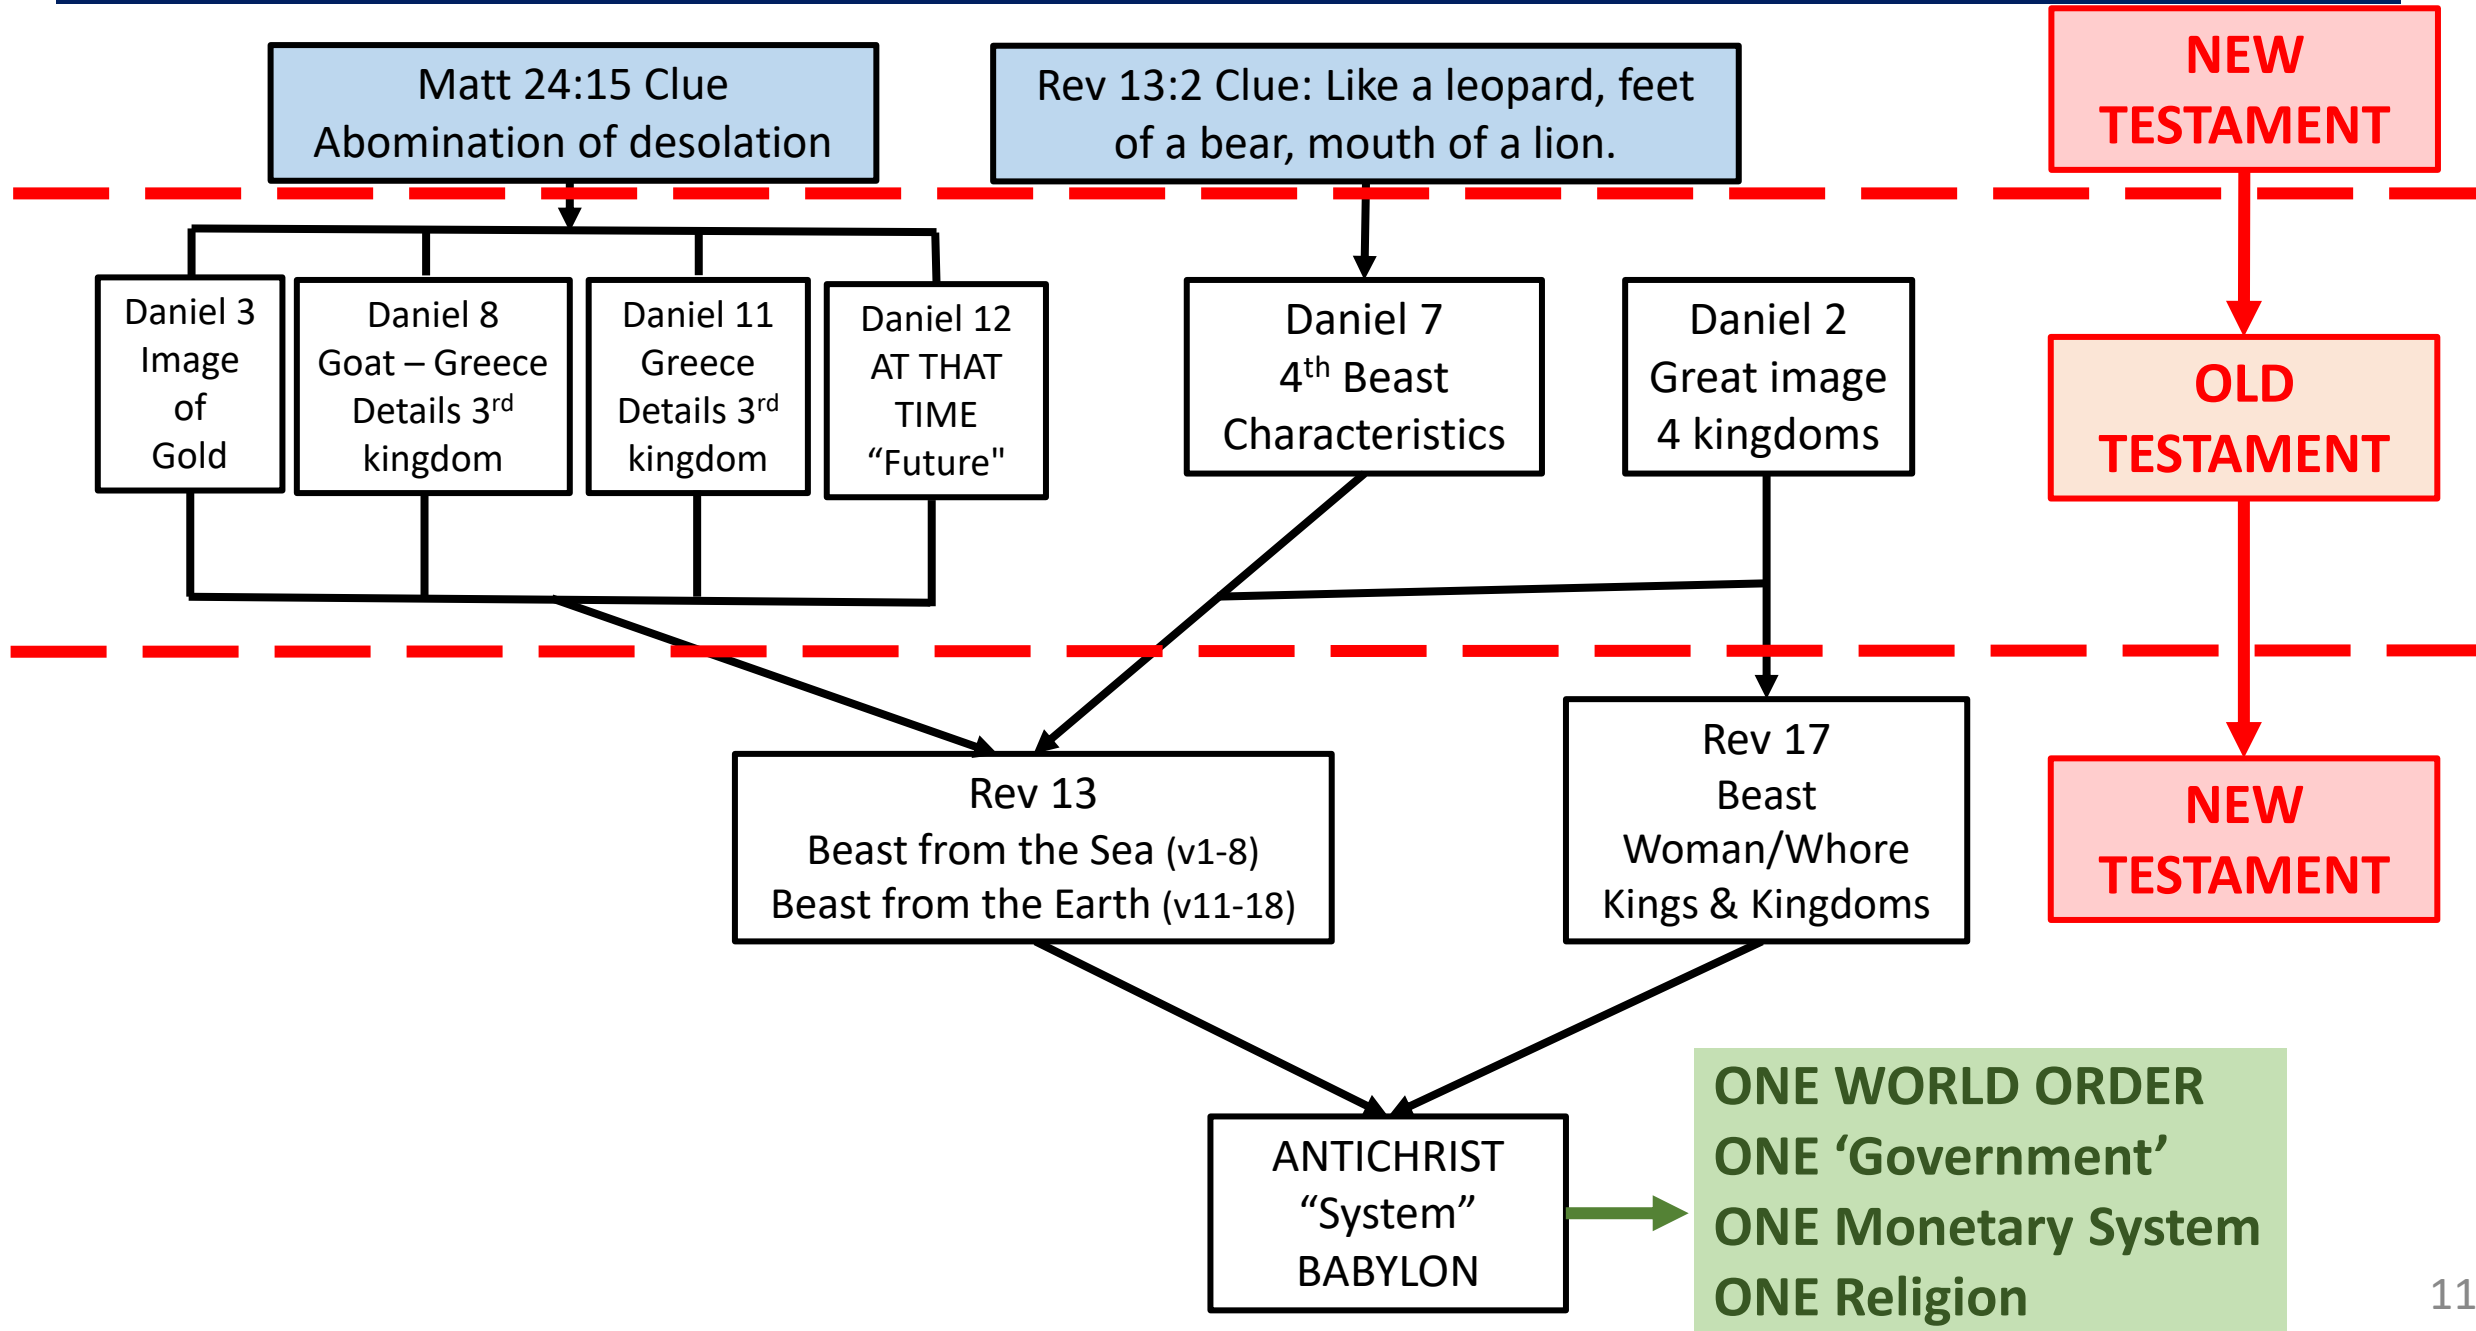 Matt 24:15 Clue
Abomination of desolation
Rev 13:2 Clue: Like a leopard, feet
of a bear, mouth of a lion.
NEW
TESTAMENT
Daniel 3
Image
of
Gold
Daniel 8
Goat – Greece
Details 3rd
kingdom
Daniel 11
Greece
Details 3rd
kingdom
Daniel 12
AT THAT
TIME
“Future"
Daniel 7
4th Beast
Characteristics
Daniel 2
Great image
4 kingdoms
OLD
TESTAMENT
Rev 13
Beast from the Sea (v1-8)
Beast from the Earth (v11-18)
Rev 17
Beast
Woman/Whore
Kings & Kingdoms
NEW
TESTAMENT
ANTICHRIST
“System”
BABYLON
ONE WORLD ORDER
ONE ‘Government’
ONE Monetary System
ONE Religion
11